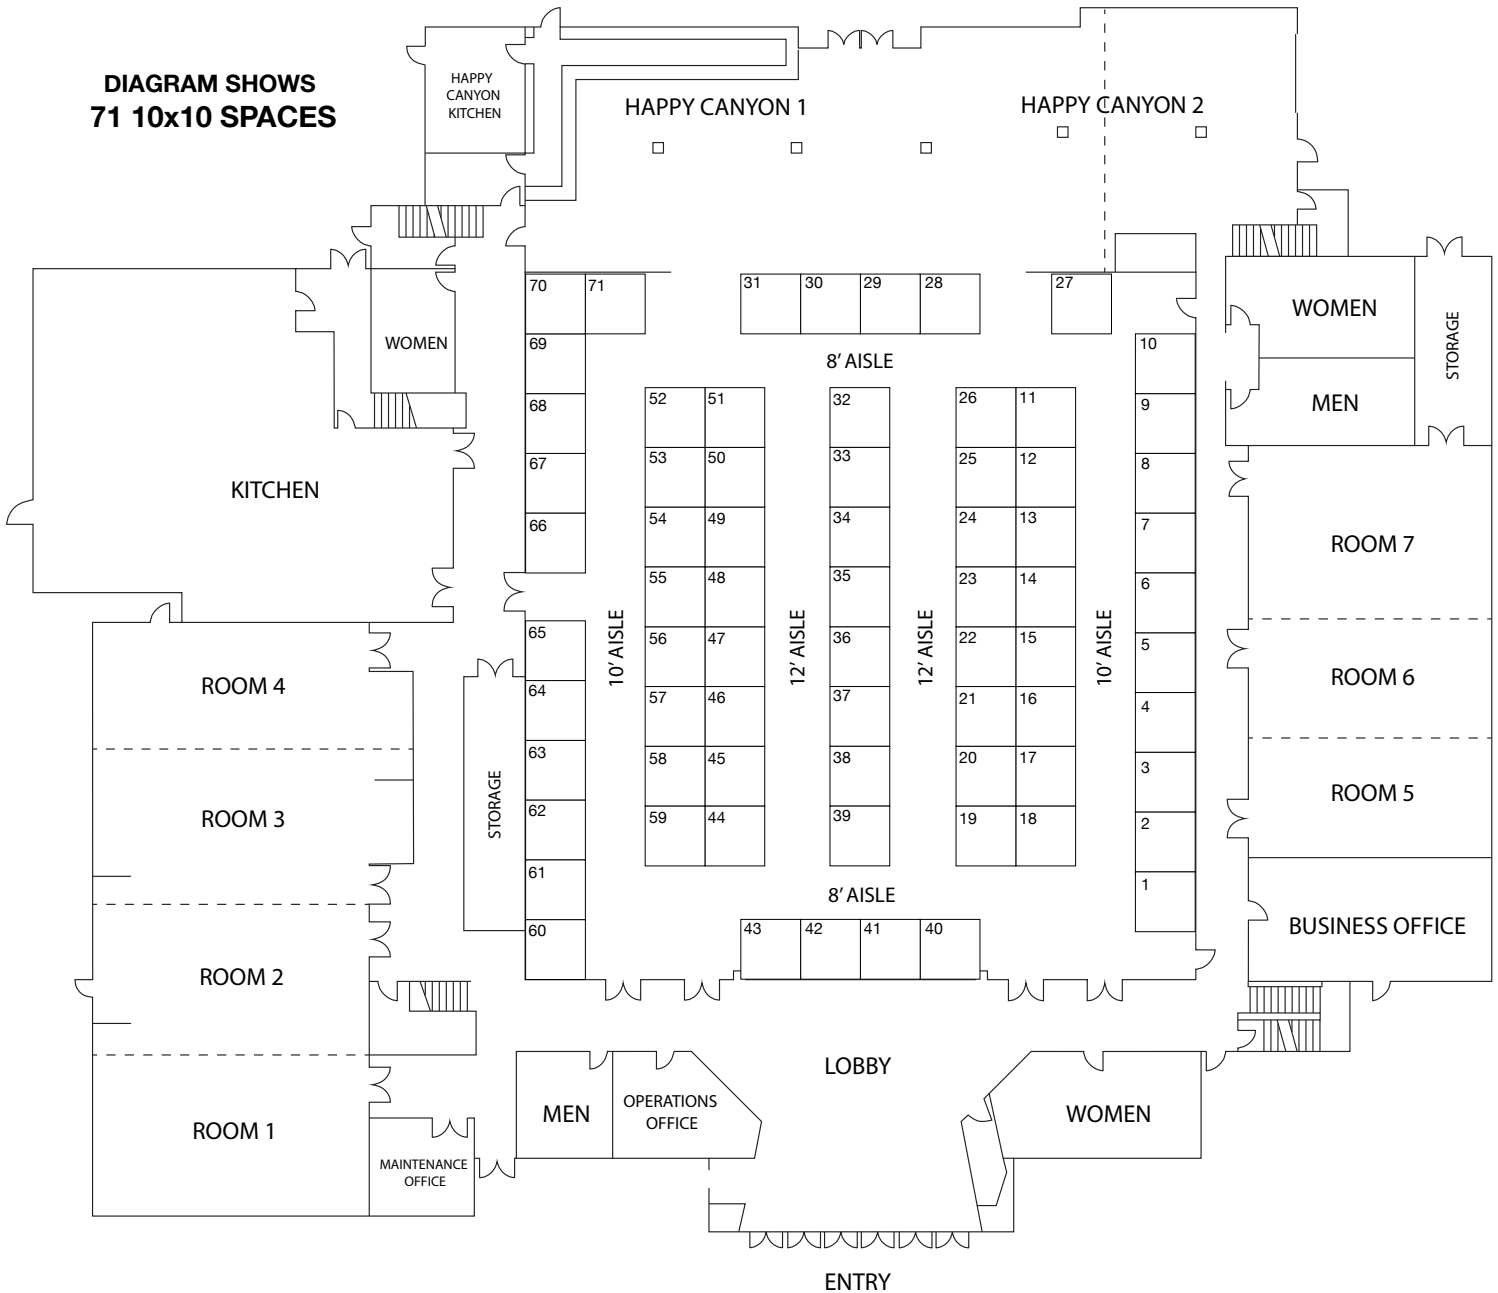 DIAGRAM SHOWS
71 10x10 SPACES
HAPPY
CANYON
KITCHEN
HAPPY CANYON 1
HAPPY CANYON 2
70 71 31 30 29 28 27
WOMEN
WOMEN
STORAGE
69
8' AISLE
10
MEN
68 52 51 32 26 11 9
67 53 50 33 25 12 8
KITCHEN
66 54 49 34 24 13 7
ROOM 7
55 48 35 23 14 6
65 56 47 36 22 15 5
10' AISLE
12' AISLE
12' AISLE
10' AISLE
ROOM 4
ROOM 6
64 57 46 37 21 16 4
63 58 45 38 20 17 3
ROOM 5
STORAGE
ROOM 3
62 59 44 39 19 18 2
61
8' AISLE
1
60 43 42 41 40
BUSINESS OFFICE
ROOM 2
LOBBY
MEN
OPERATIONS
OFFICE
WOMEN
ROOM 1
MAINTENANCE
OFFICE
ENTRY